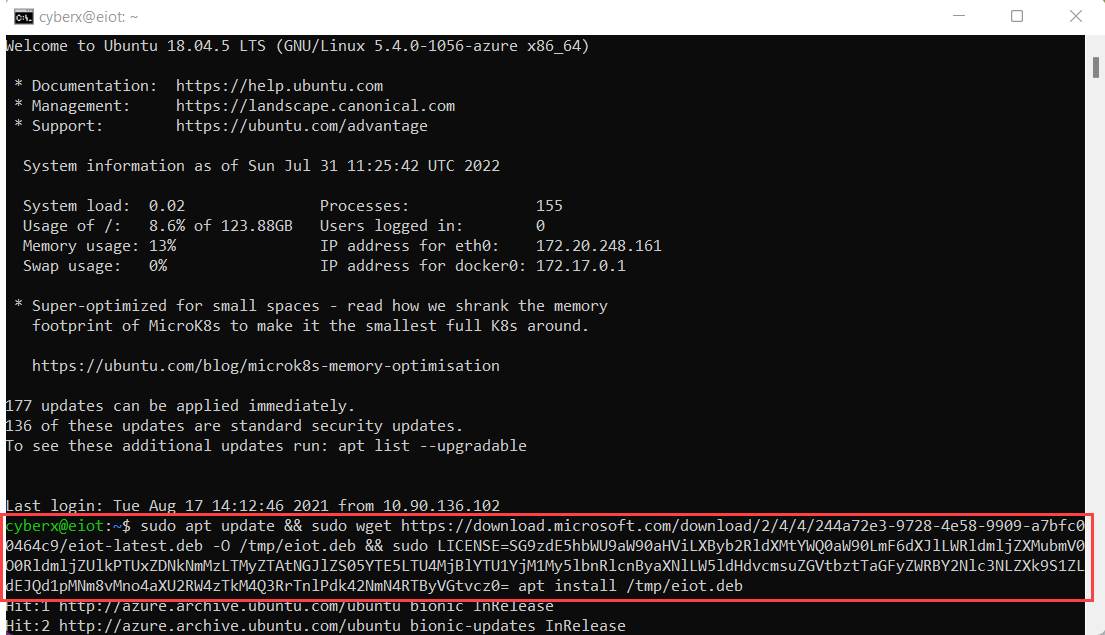 cyberx@eiot: ~
Welcome to Ubuntu 18.04.5 LTS (GNU/Linux 5.4.0-1056-azure x86_64)
* Documentation:  https://help.ubuntu.com
* Management:     https://landscape.canonical.com
* Support:        https://ubuntu.com/advantage
System information as of Sun Jul 31 11:25:42 UTC 2022
System load:  0.02               Processes:              155
Usage of /:   8.6% of 123.88GB   Users logged in:        0
Memory usage: 13%                IP address for eth0:    172.20.248.161
Swap usage:   0%                 IP address for docker0: 172.17.0.1
* Super-optimized for small spaces - read how we shrank the memory
footprint of MicroK8s to make it the smallest full K8s around.
https://ubuntu.com/blog/microk8s-memory-optimisation
177 updates can be applied immediately.
136 of these updates are standard security updates.
To see these additional updates run: apt list --upgradable
Last login: Tue Aug 17 14:12:46 2021 from 10.90.136.102
cyberx@eiot:~$ sudo apt update && sudo wget https://download.microsoft.com/download/2/4/4/244a72e3-9728-4e58-9909-a7bfc0
0464c9/eiot-latest.deb -O /tmp/eiot.deb && sudo LICENSE=SG9zdE5hbWU9aW90aHViLXByb2RldXMtYWQ0aW90LmF6dXJlLWRldmljZXMubmV0
O0RldmljZUlkPTUxZDNkNmMzLTMyZTAtNGJlZS05YTE5LTU4MjBlYTU1YjM1My5lbnRlcnByaXNlLW5ldHdvcmsuZGVtbztTaGFyZWRBY2Nlc3NLZXk9S1ZL
dEJQd1pMNm8vMno4aXU2RW4zTkM4Q3RrTnlPdk42NmN4RTByVGtvcz0= apt install /tmp/eiot.deb
Hit:1 http://azure.archive.ubuntu.com/ubuntu bionic InRelease
Hit:2 http://azure.archive.ubuntu.com/ubuntu bionic-updates InRelease